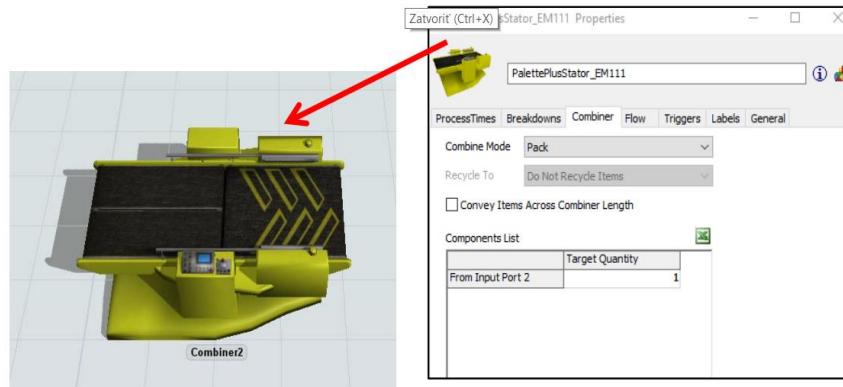 Zatvoriť (Ctrl+X)
sStator_EM111 Properties
PalettePlusStator_EM111
ProcessTimes Breakdowns Combiner Flow Triggers Labels General
Combine Mode Pack
Recycle To Do Not Recycle Items
Convey Items Across Combiner Length
Components List
Target Quantity
From Input Port 2 1
Combiner2